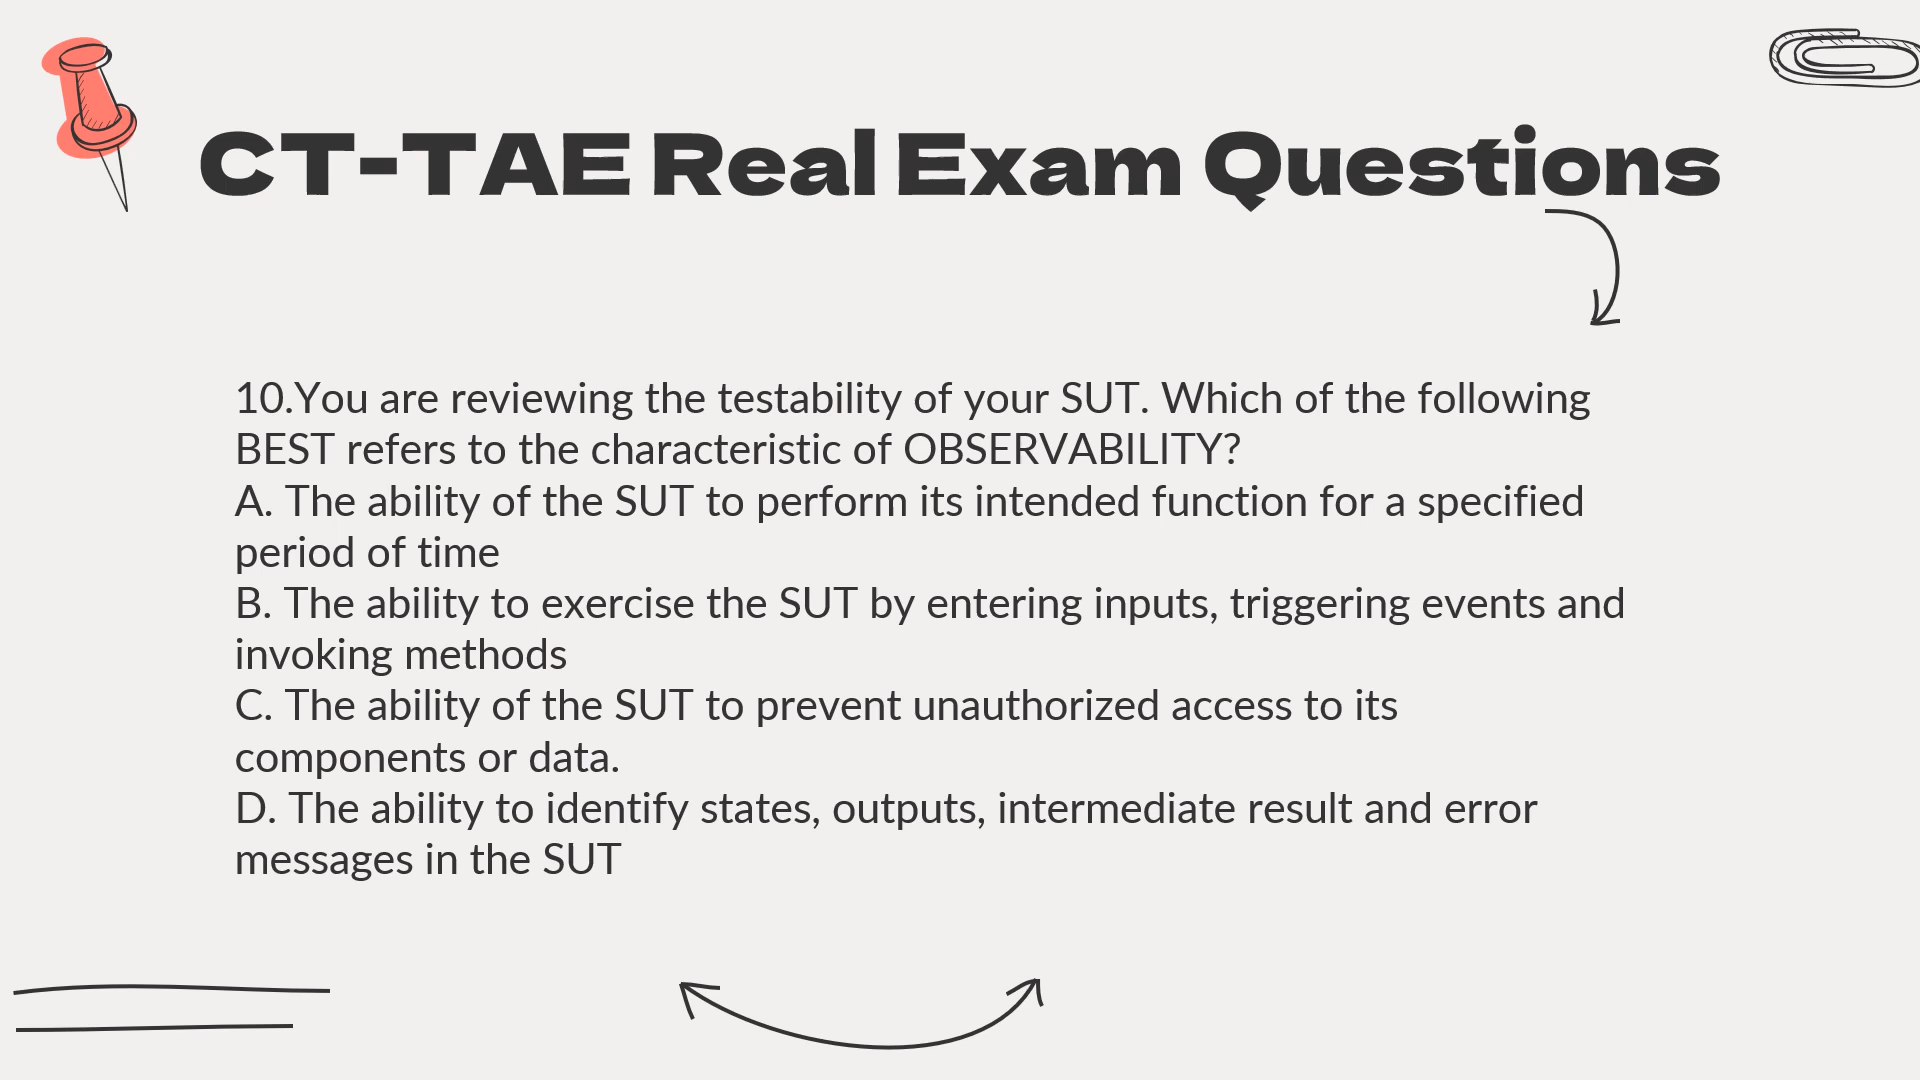 CT-TAE Real Exam Questions
10.You are reviewing the testability of your SUT. Which of the following
BEST refers to the characteristic of OBSERVABILITY?
A. The ability of the SUT to perform its intended function for a specified
period of time
B. The ability to exercise the SUT by entering inputs, triggering events and
invoking methods
C. The ability of the SUT to prevent unauthorized access to its
components or data.
D. The ability to identify states, outputs, intermediate result and error
messages in the SUT